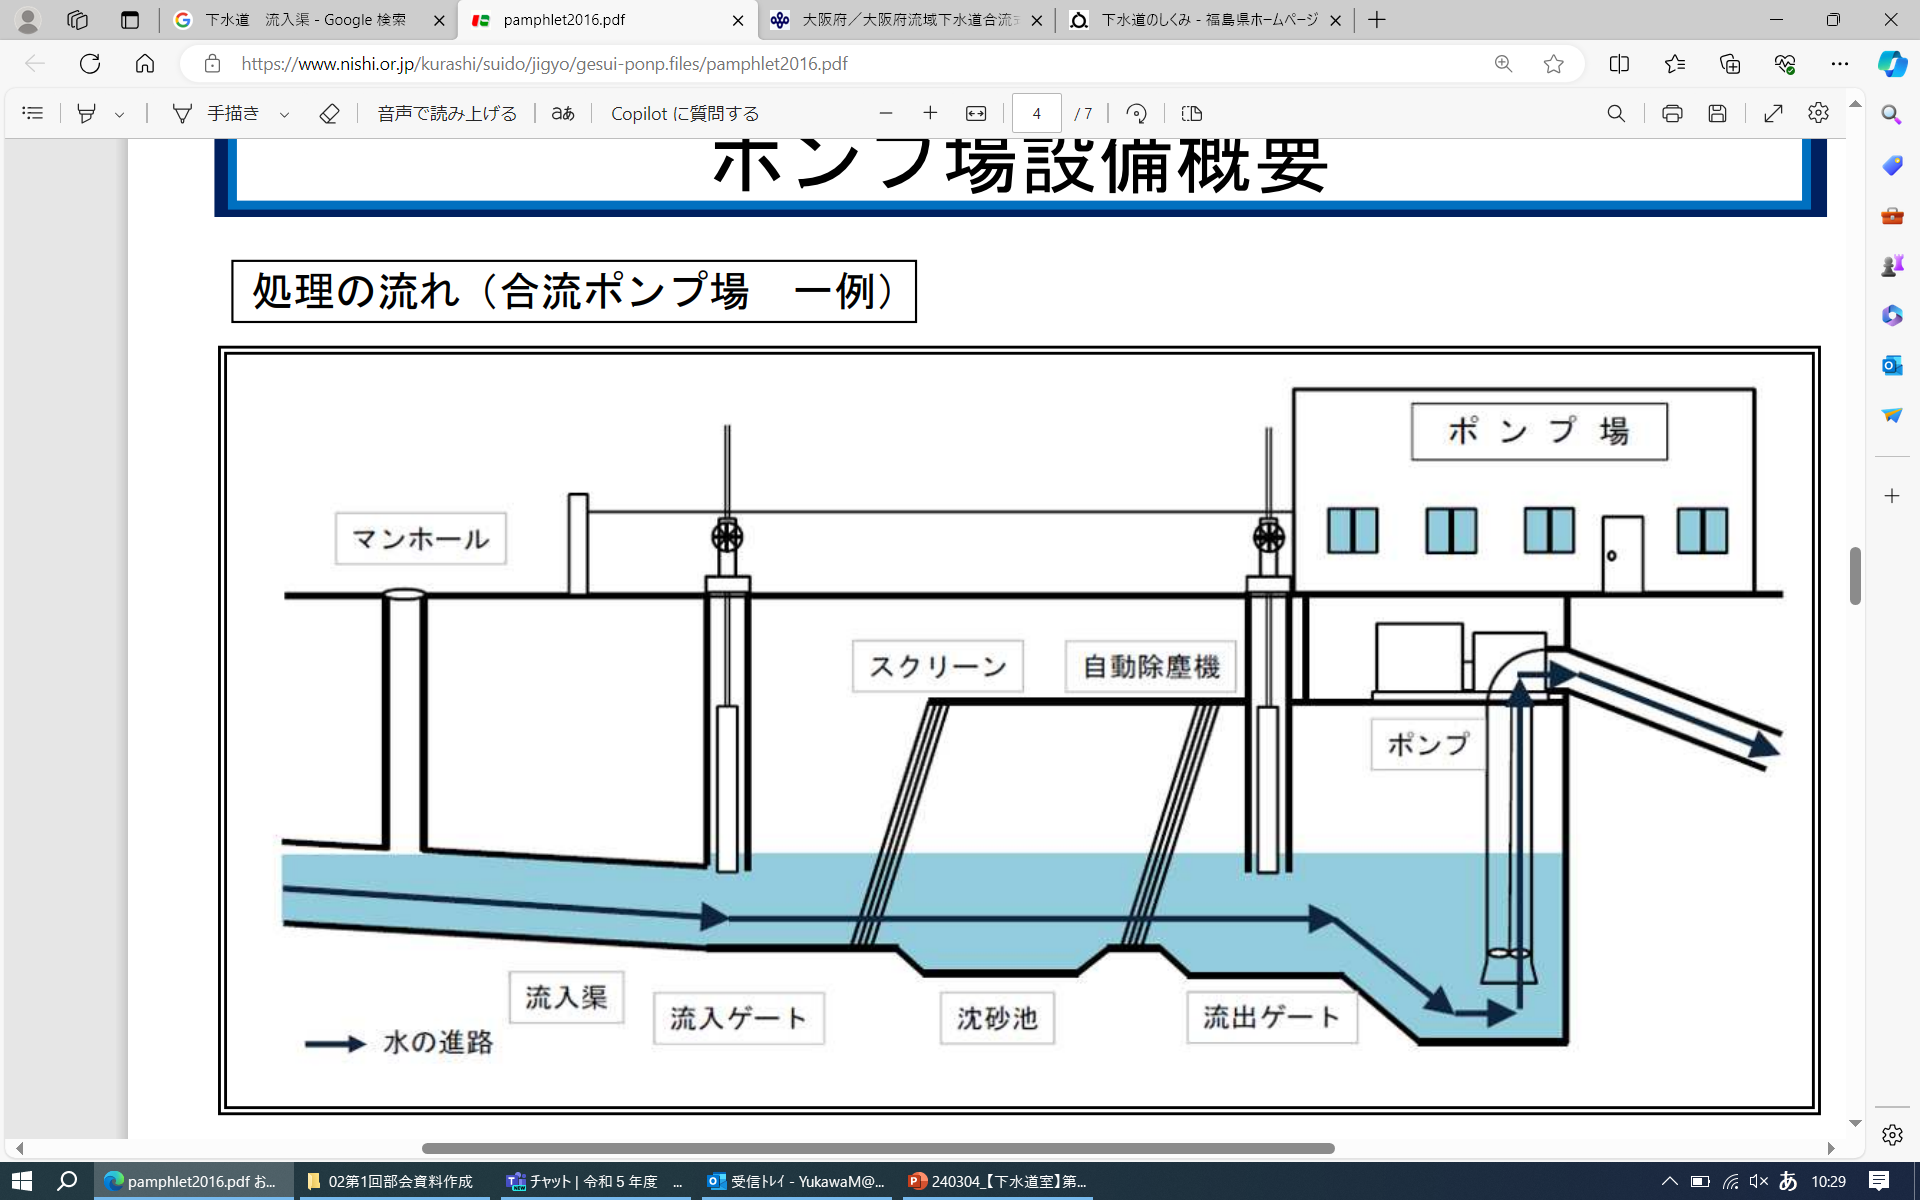 下水道　流入渠 - Google 検索
pamphlet2016.pdf
大阪府／大阪府流域下水道合流式
下水道のしくみ - 福島県ホームページ
https://www.nishi.or.jp/kurashi/suido/jigyo/gesui-ponp.files/pamphlet2016.pdf
手描き
音声で読み上げる
aあ
Copilot に質問する
4 / 7
ポンプ場設備概要
処理の流れ（合流ポンプ場　一例）
ポンプ場
マンホール
スクリーン
自動除塵機
ポンプ
流入渠
流入ゲート
沈砂池
流出ゲート
水の進路
pamphlet2016.pdf お...
02第1回部会資料作成
チャット | 令和５年度 ...
受信トレイ - YukawaM@...
240304_【下水道室】第...
あ
10:29